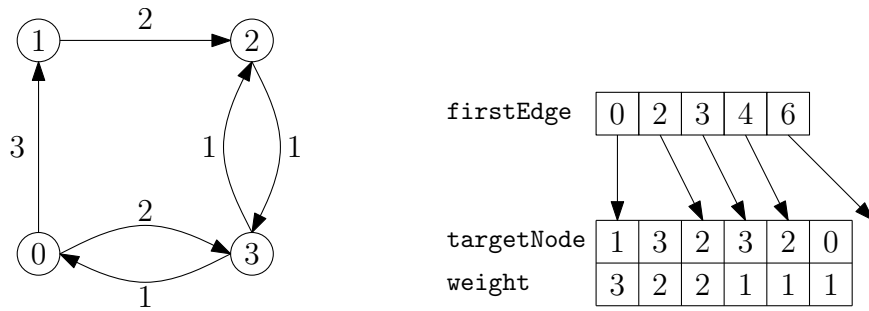 1 2 2
3 1 1
0 2 3
1
firstEdge 0 2 3 4 6
targetNode 1 3 2 3 2 0
weight 3 2 2 1 1 1